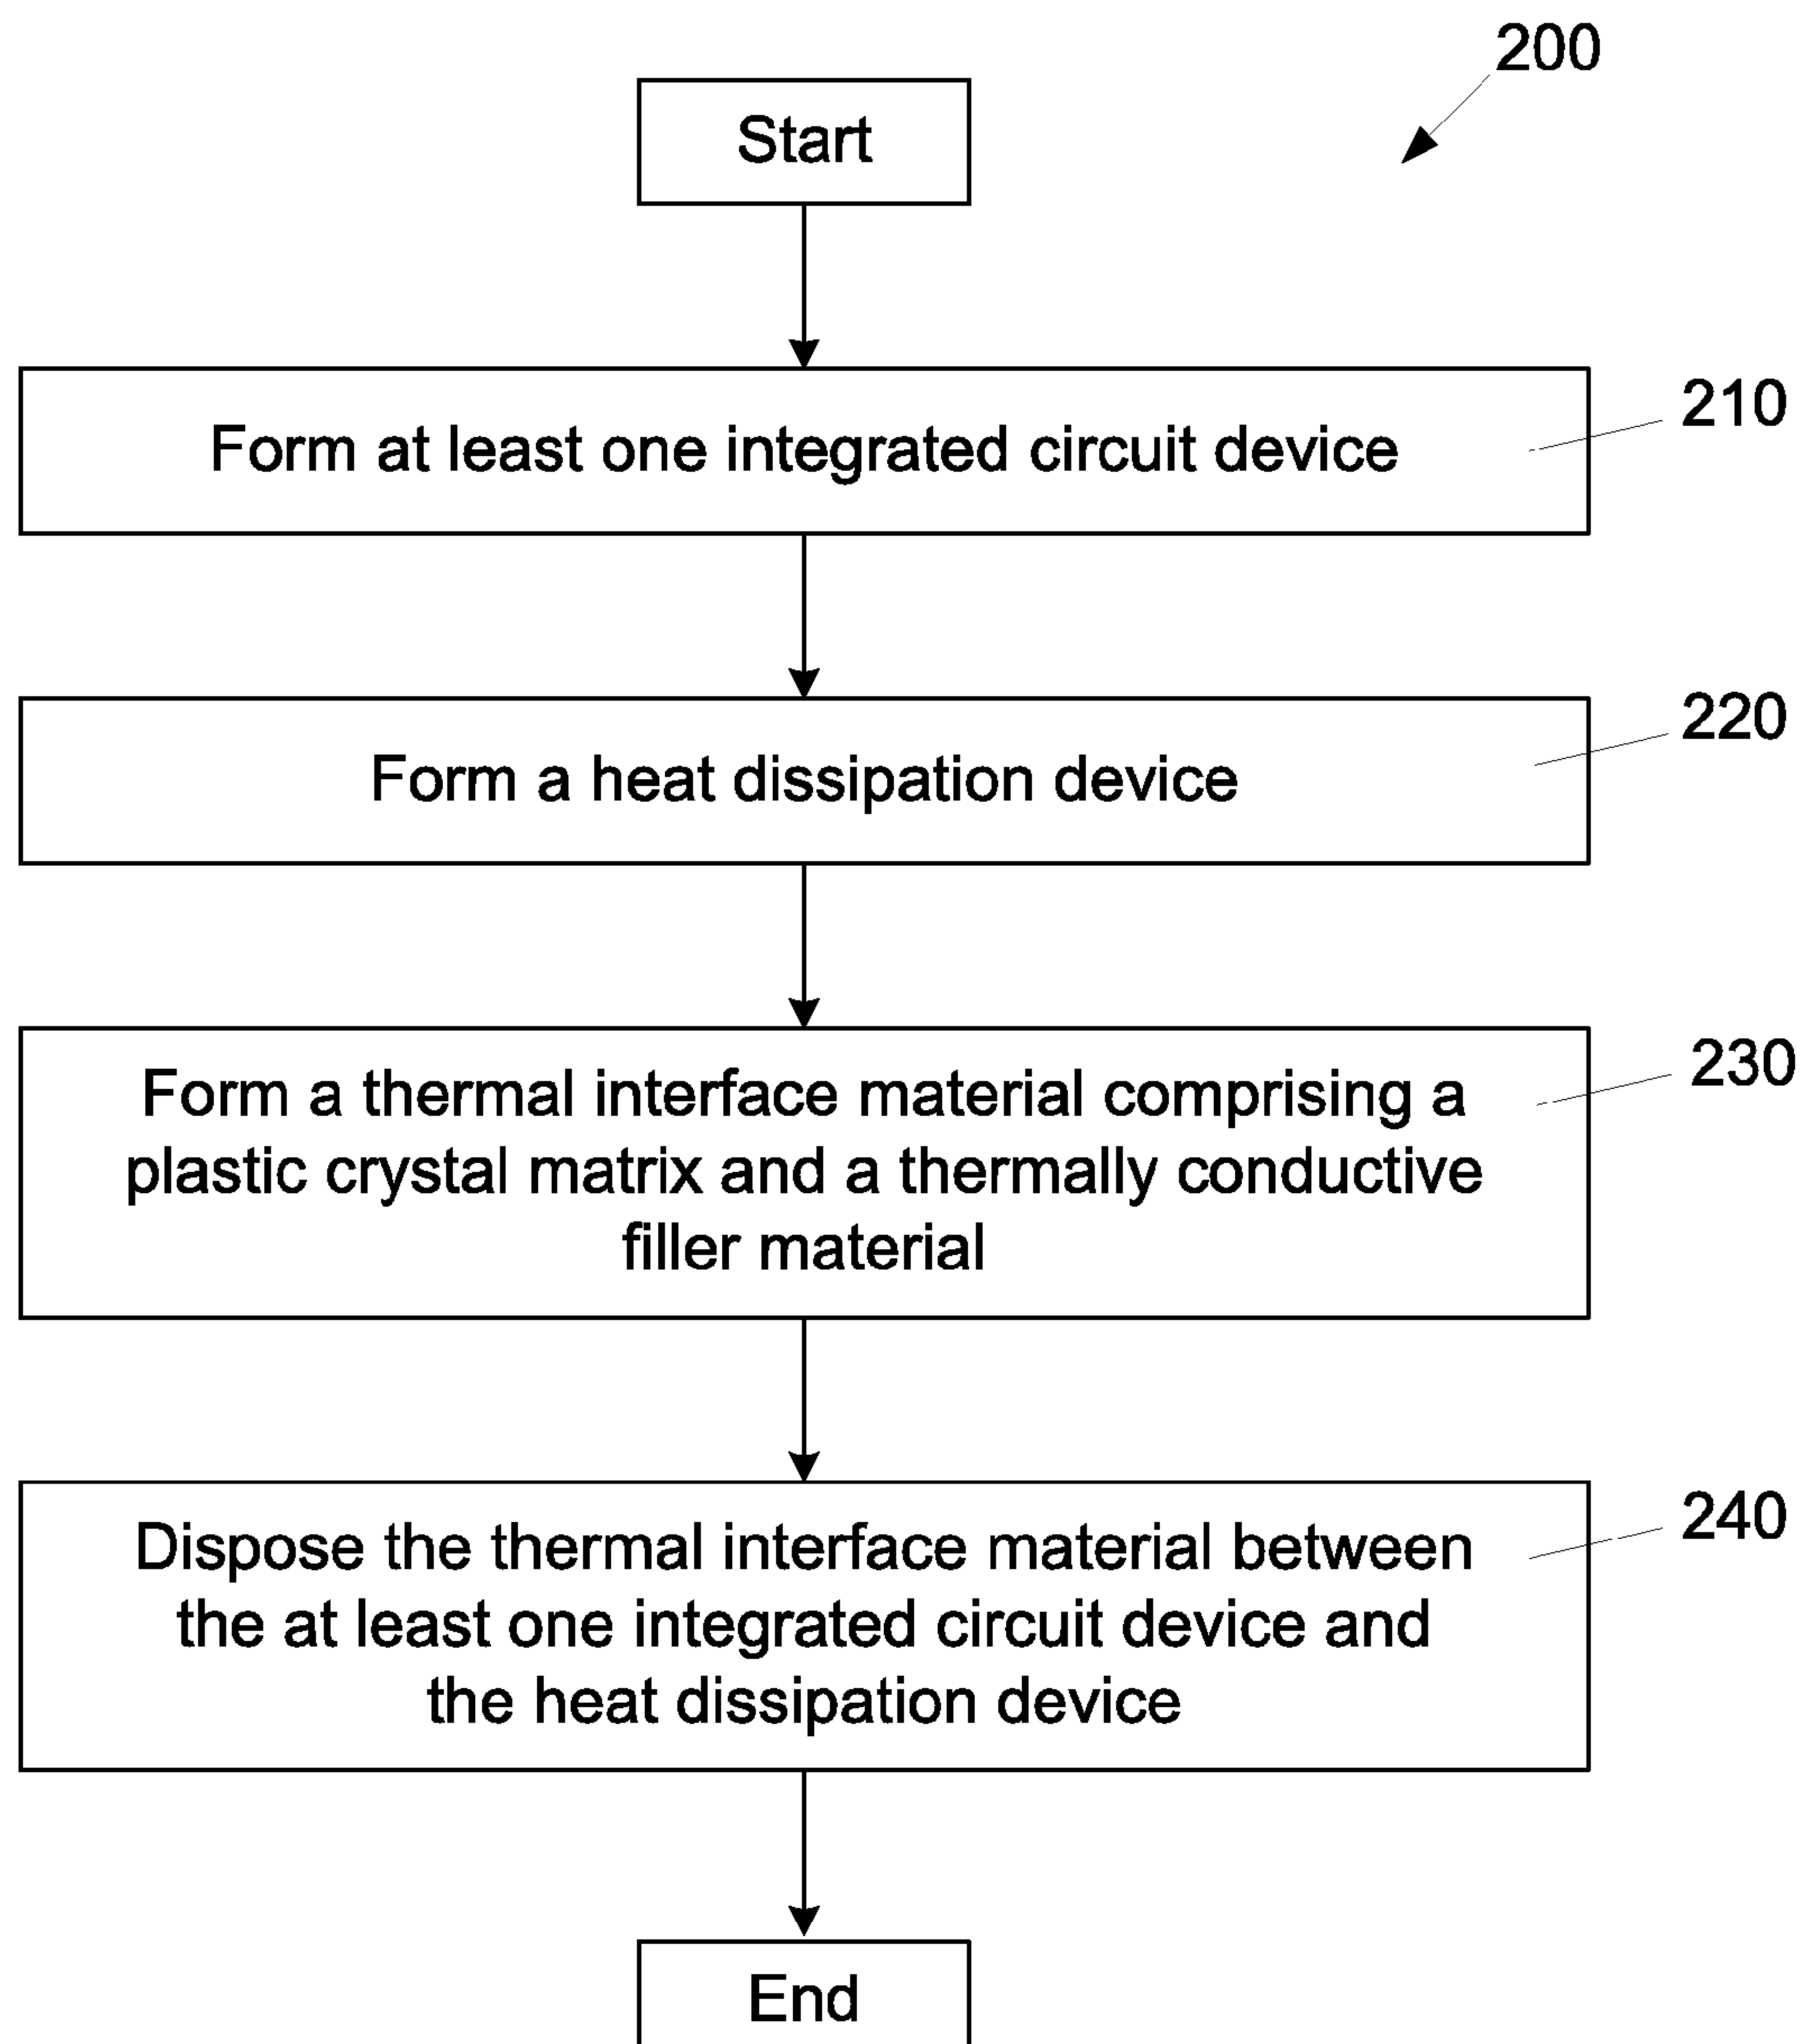 200
Start
Form at least one integrated circuit device
210
Form a heat dissipation device
220
Form a thermal interface material comprising a
plastic crystal matrix and a thermally conductive
filler material
230
Dispose the thermal interface material between
the at least one integrated circuit device and
the heat dissipation device
240
End